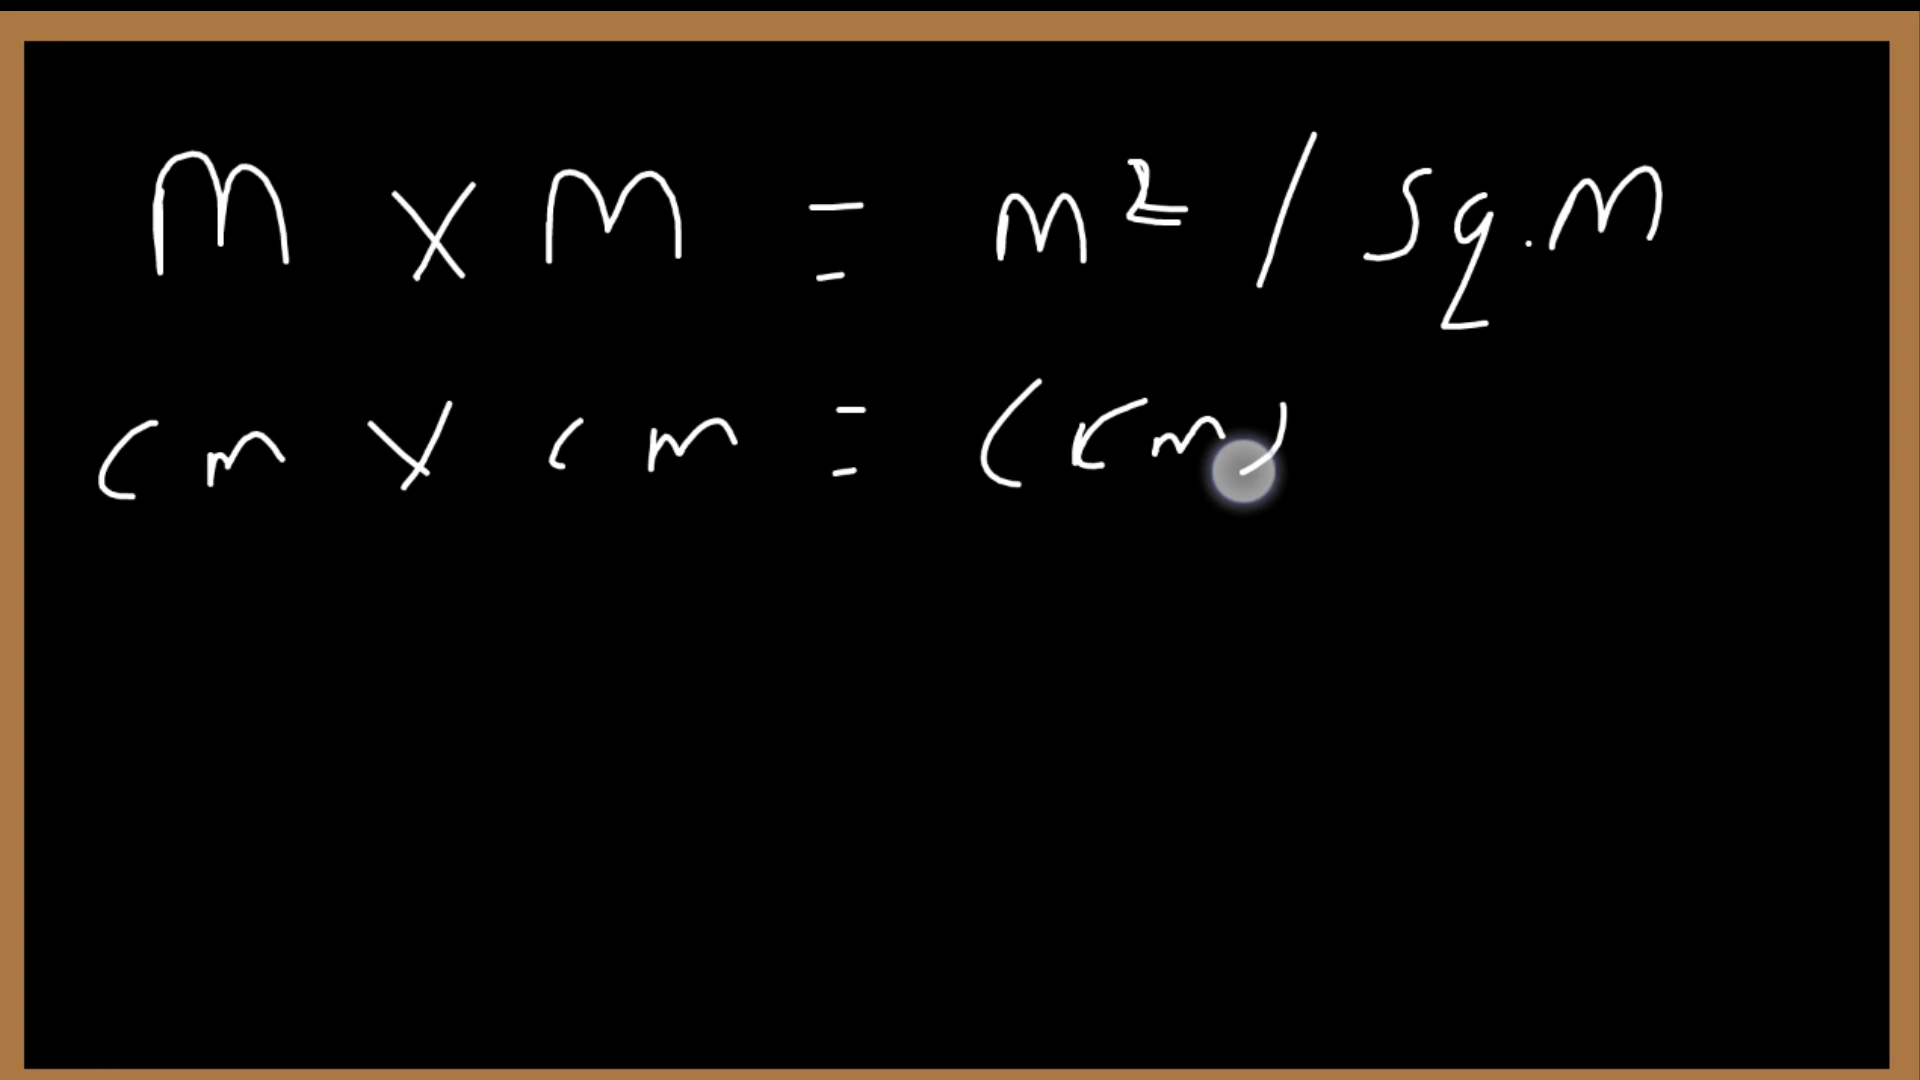 m x m = m² / sq.m
cm x cm = (cm)